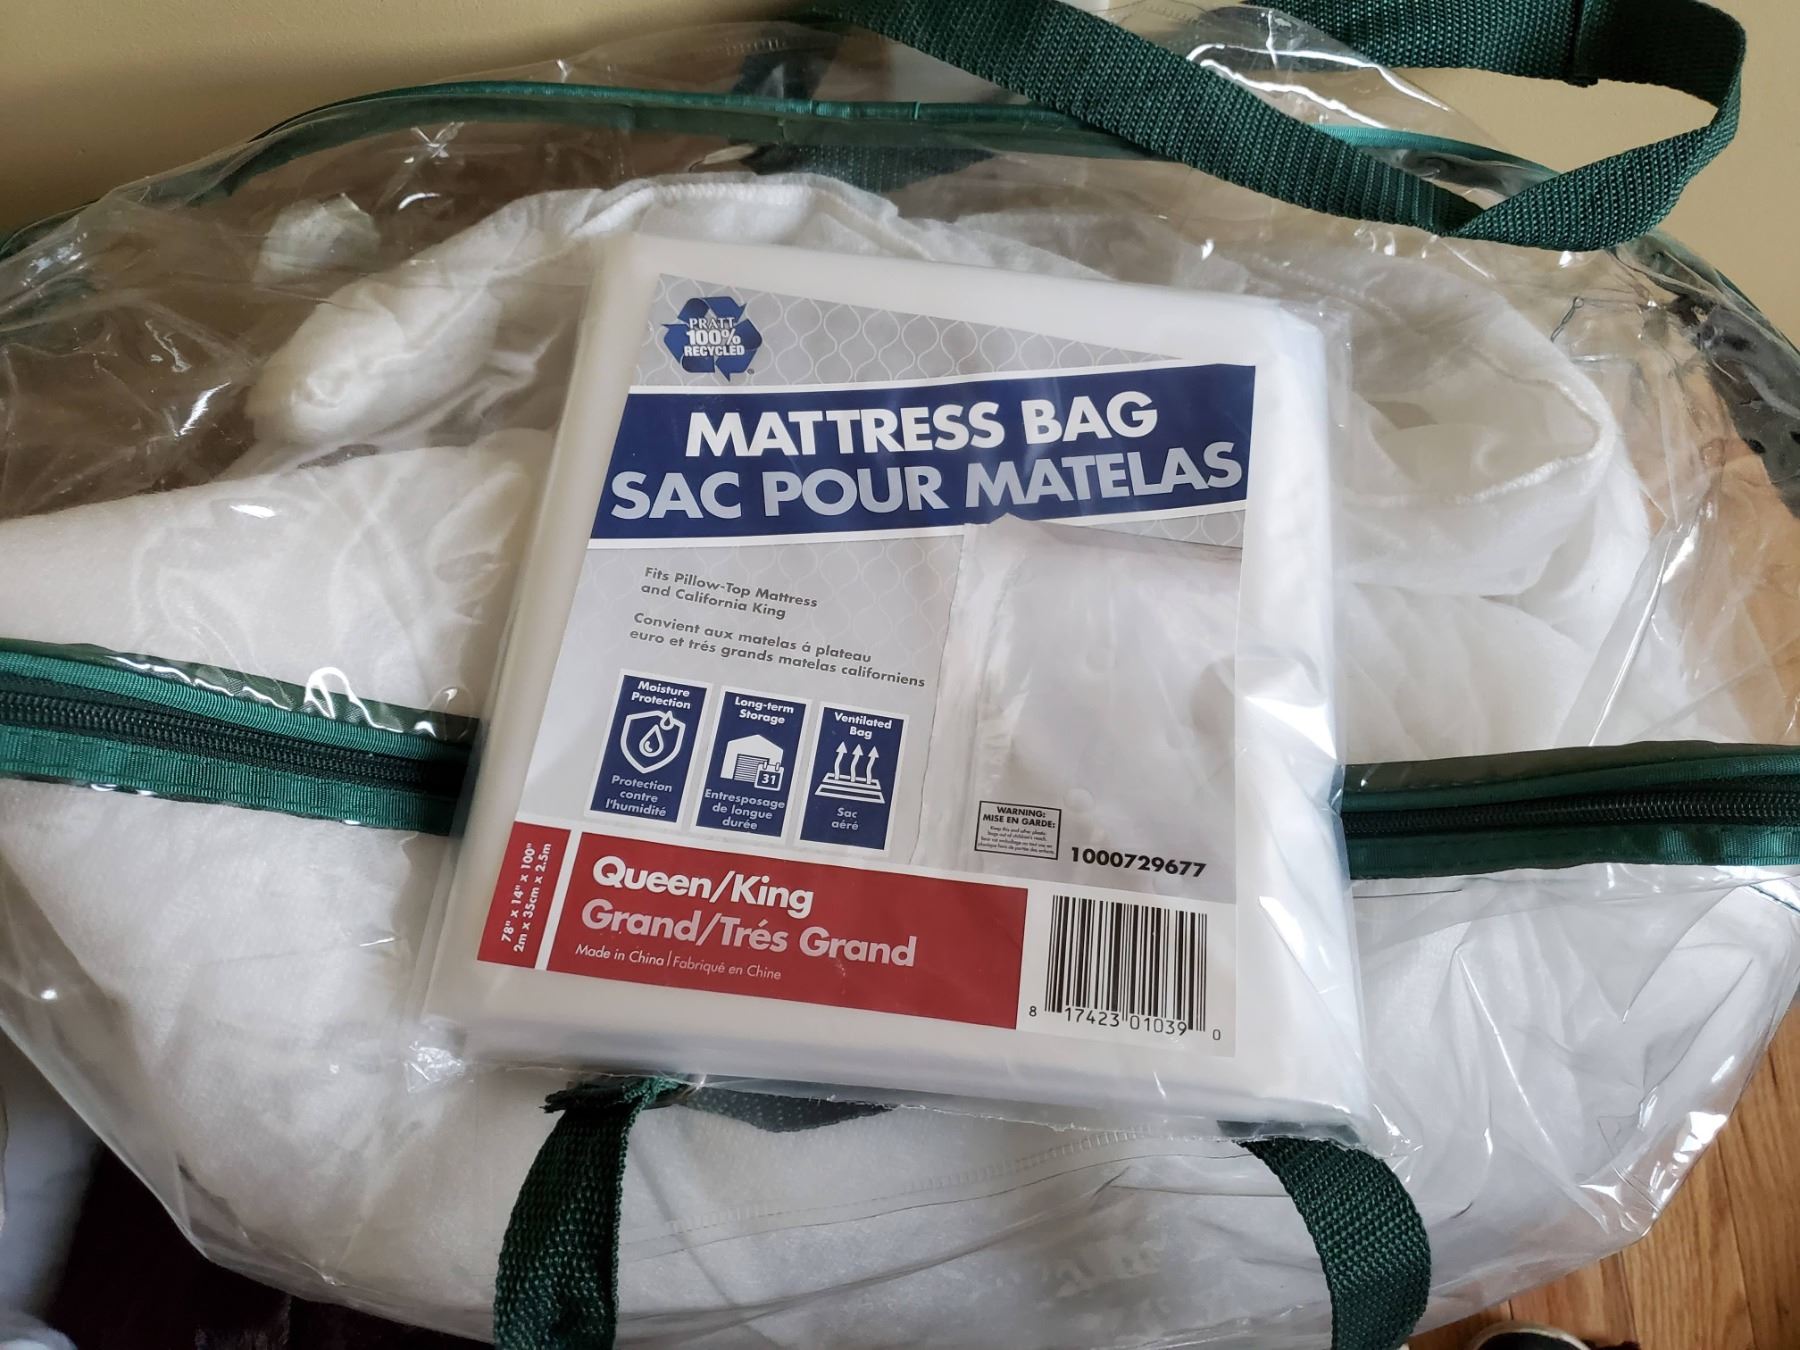 PRATT
100%
RECYCLED
®
MATTRESS BAG
SAC POUR MATELAS
Fits Pillow-Top Mattress
and California King
Convient aux matelas á plateau
euro et trés grands matelas californiens
Moisture
Protection
Protection
contre
l'humidité
Long-term
Storage
31
Entresposage
de longue
durée
Ventilated
Bag
Sac
aéré
WARNING:
MISE EN GARDE:
1000729677
78" x 14" x 100"
2m x 35cm x 2.5m
Queen/King
Grand/Trés Grand
Made in China | Fabriqué en Chine
8 17423 01039 0